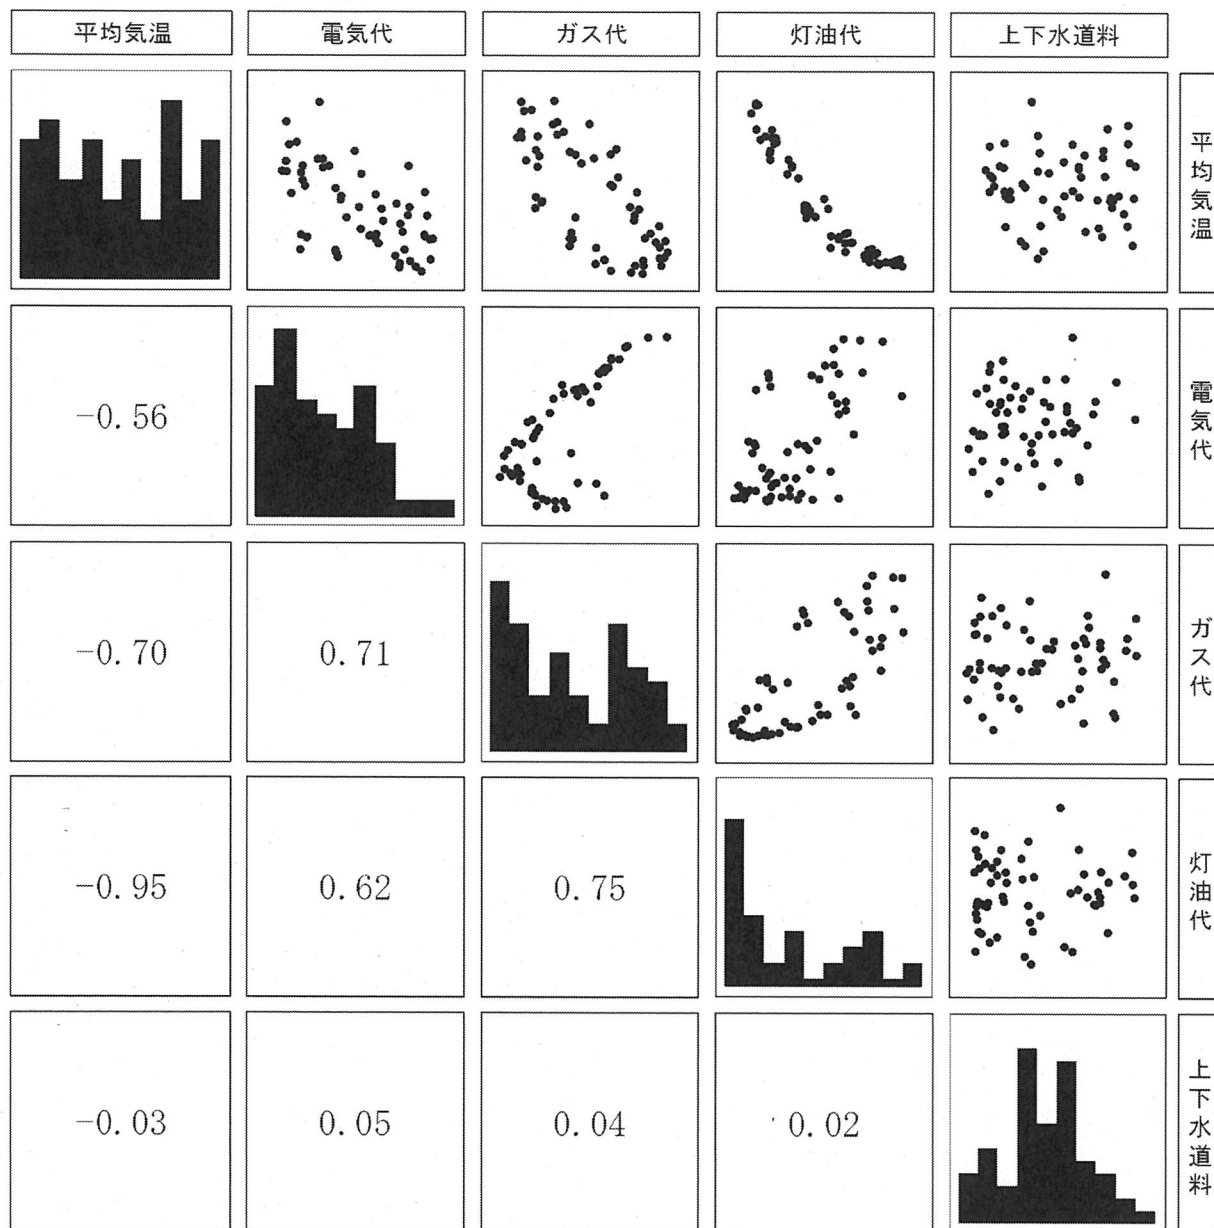 平均気温 電気代 ガス代 灯油代 上下水道料
平均気温
電気代
-0.56
ガス代
-0.70 0.71
灯油代
-0.95 0.62 0.75
上下水道料
-0.03 0.05 0.04 0.02